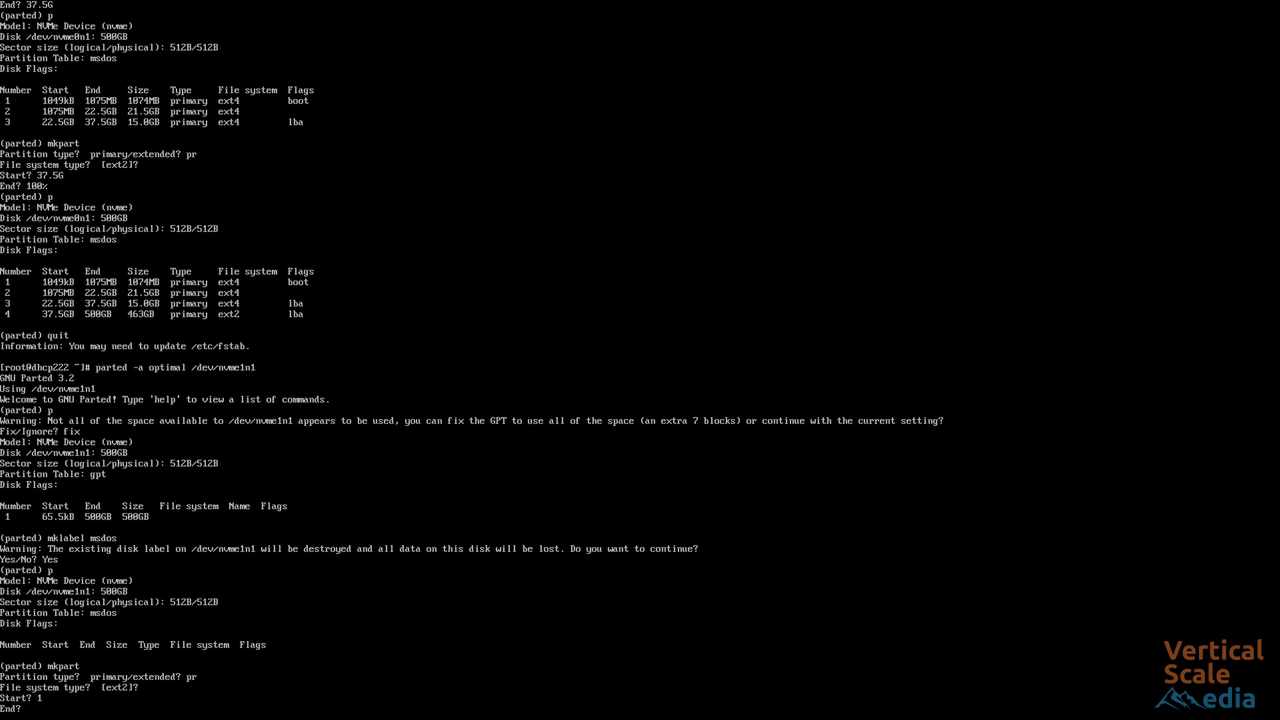 End? 37.5G
(parted) p
Model: NVMe Device (nvme)
Disk /dev/nvme0n1: 500GB
Sector size (logical/physical): 512B/512B
Partition Table: msdos
Disk Flags:
Number  Start   End     Size    Type     File system  Flags
 1      1049kB  1075MB  1074MB  primary  ext4         boot
 2      1075MB  22.5GB  21.5GB  primary  ext4
 3      22.5GB  37.5GB  15.0GB  primary  ext4         lba
(parted) mkpart
Partition type?  primary/extended? pr
File system type?  [ext2]?
Start? 37.5G
End? 100%
(parted) p
Model: NVMe Device (nvme)
Disk /dev/nvme0n1: 500GB
Sector size (logical/physical): 512B/512B
Partition Table: msdos
Disk Flags:
Number  Start   End     Size    Type     File system  Flags
 1      1049kB  1075MB  1074MB  primary  ext4         boot
 2      1075MB  22.5GB  21.5GB  primary  ext4
 3      22.5GB  37.5GB  15.0GB  primary  ext4         lba
 4      37.5GB  500GB   463GB   primary  ext2         lba
(parted) quit
Information: You may need to update /etc/fstab.
[root@dhcp222 ~]# parted -a optimal /dev/nvme1n1
GNU Parted 3.2
Using /dev/nvme1n1
Welcome to GNU Parted! Type 'help' to view a list of commands.
(parted) p
Warning: Not all of the space available to /dev/nvme1n1 appears to be used, you can fix the GPT to use all of the space (an extra 7 blocks) or continue with the current setting?
Fix/Ignore? fix
Model: NVMe Device (nvme)
Disk /dev/nvme1n1: 500GB
Sector size (logical/physical): 512B/512B
Partition Table: gpt
Disk Flags:
Number  Start   End    Size   File system  Name  Flags
 1      65.5kB  500GB  500GB
(parted) mklabel msdos
Warning: The existing disk label on /dev/nvme1n1 will be destroyed and all data on this disk will be lost. Do you want to continue?
Yes/No? Yes
(parted) p
Model: NVMe Device (nvme)
Disk /dev/nvme1n1: 500GB
Sector size (logical/physical): 512B/512B
Partition Table: msdos
Disk Flags:
Number  Start  End  Size  Type  File system  Flags
(parted) mkpart
Partition type?  primary/extended? pr
File system type?  [ext2]?
Start? 1
End?
Vertical
Scale
Media